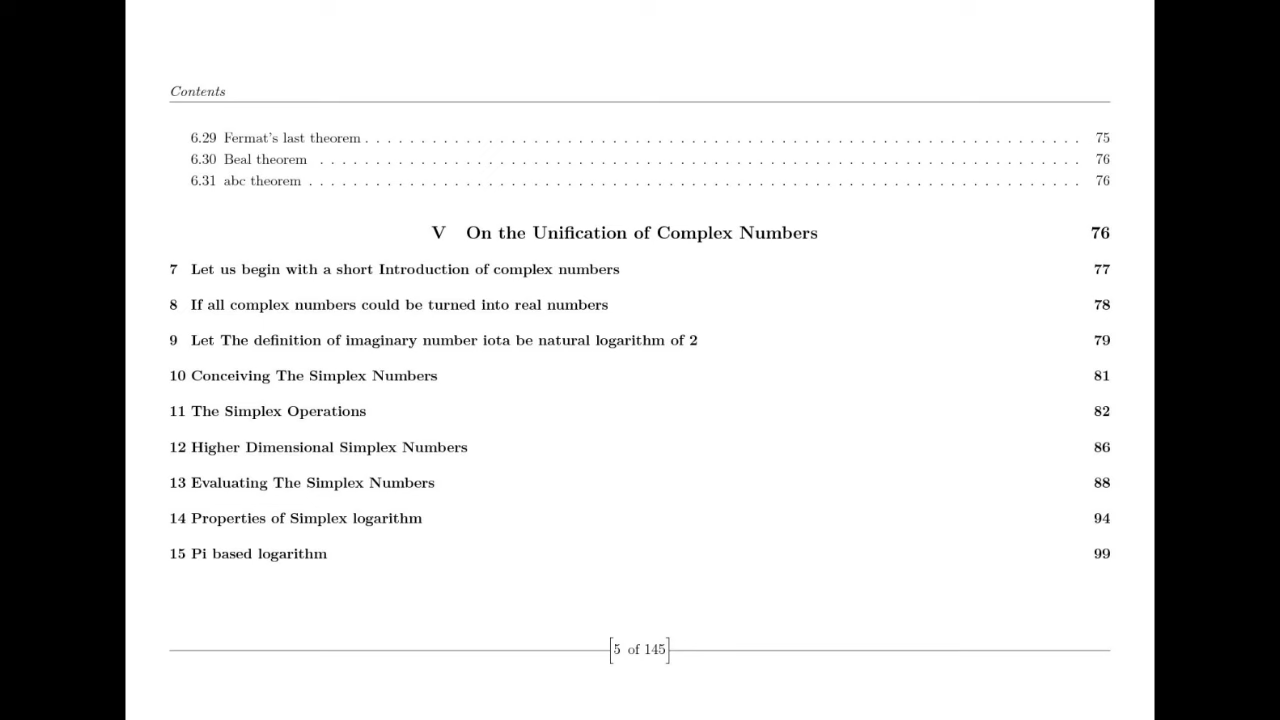 Contents
6.29 Fermat's last theorem . . . . . . . . . . . . . . . . . . . . . . . . . . . . . . . . . . . . . . . . 75
6.30 Beal theorem . . . . . . . . . . . . . . . . . . . . . . . . . . . . . . . . . . . . . . . . 76
6.31 abc theorem . . . . . . . . . . . . . . . . . . . . . . . . . . . . . . . . . . . . . . . . 76
V On the Unification of Complex Numbers 76
7 Let us begin with a short Introduction of complex numbers 77
8 If all complex numbers could be turned into real numbers 78
9 Let The definition of imaginary number iota be natural logarithm of 2 79
10 Conceiving The Simplex Numbers 81
11 The Simplex Operations 82
12 Higher Dimensional Simplex Numbers 86
13 Evaluating The Simplex Numbers 88
14 Properties of Simplex logarithm 94
15 Pi based logarithm 99
[5 of 145]